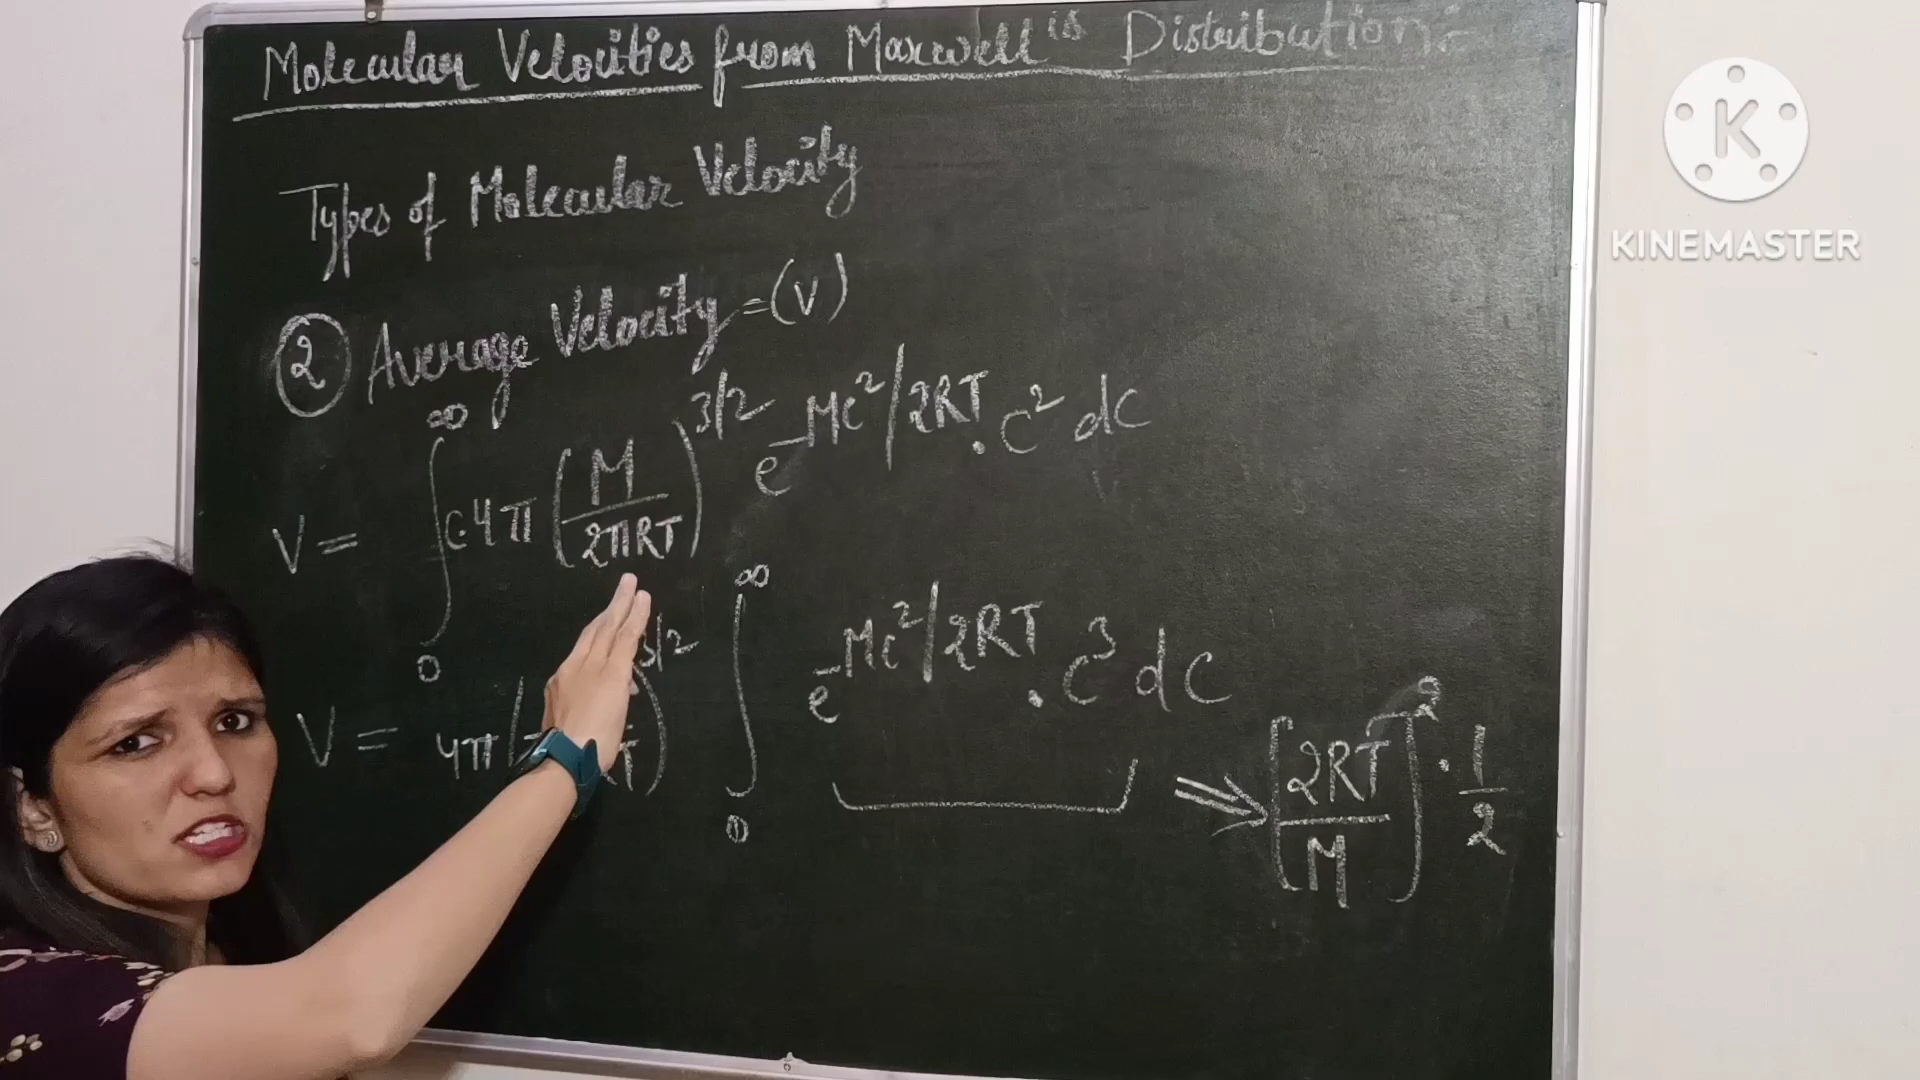 Molecular Velocities from Maxwell's Distribution:-
Types of Molecular Velocity
② Average Velocity = (V)
V = ∫₀^∞ c·4π (M/2πRT)^3/2 e^-Mc²/2RT · c² dc
V = 4π ( )^3/2 ∫₀^∞ e^-Mc²/2RT · c³ dc ⇒ [2RT/M]² · 1/2
K
KINEMASTER